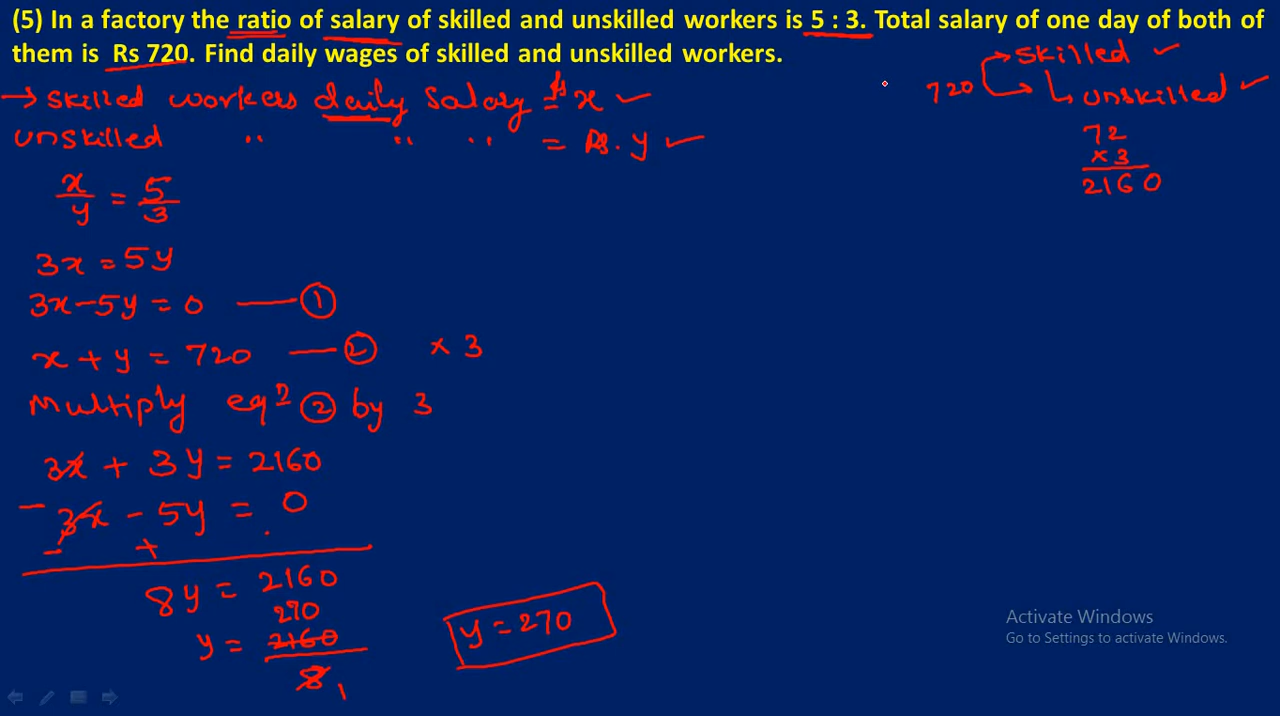 (5) In a factory the ratio of salary of skilled and unskilled workers is 5 : 3. Total salary of one day of both of
them is Rs 720. Find daily wages of skilled and unskilled workers.
→ skilled workers daily salary = Rs x ✓
unskilled " " " = Rs. y ✓
x/y = 5/3
3x = 5y
3x - 5y = 0 — ①
x + y = 720 — ② × 3
Multiply eqn ② by 3
3x + 3y = 2160
- 3x - 5y = 0
- +
8y = 2160
270
y = 2160
8 1
y = 270
720 → skilled ✓
↳ unskilled ✓
72
× 3
2160
Activate Windows
Go to Settings to activate Windows.